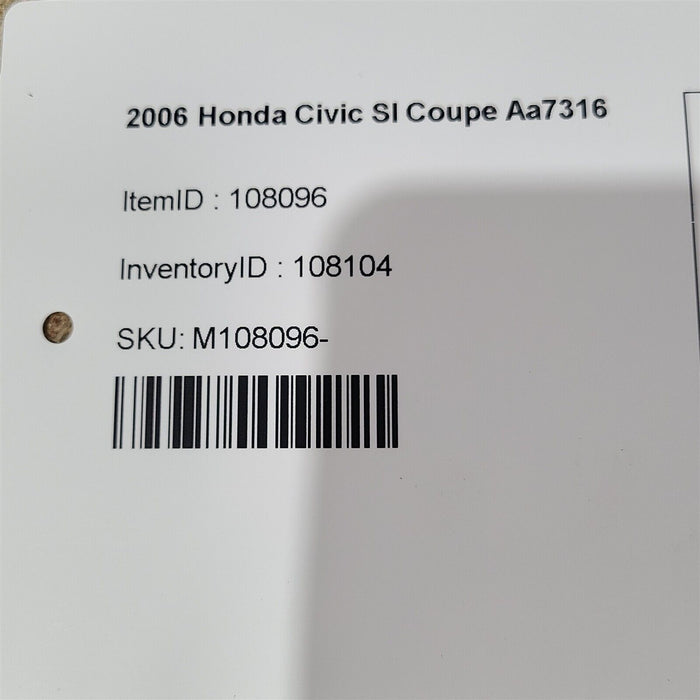 2006 Honda Civic SI Coupe Aa7316
ItemID : 108096
InventoryID : 108104
SKU: M108096-